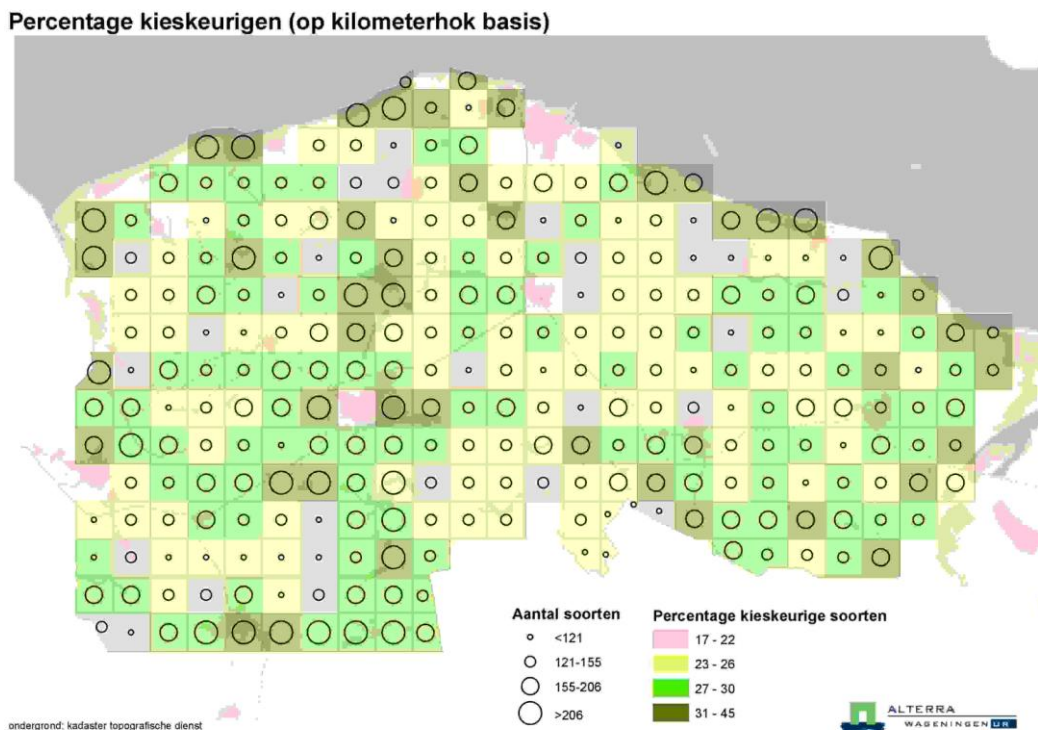 Percentage kieskeurigen (op kilometerhok basis)
Aantal soorten
<121
121-155
155-206
>206
Percentage kieskeurige soorten
17 - 22
23 - 26
27 - 30
31 - 45
ondergrond: kadaster topografische dienst
ALTERRA
WAGENINGEN UR